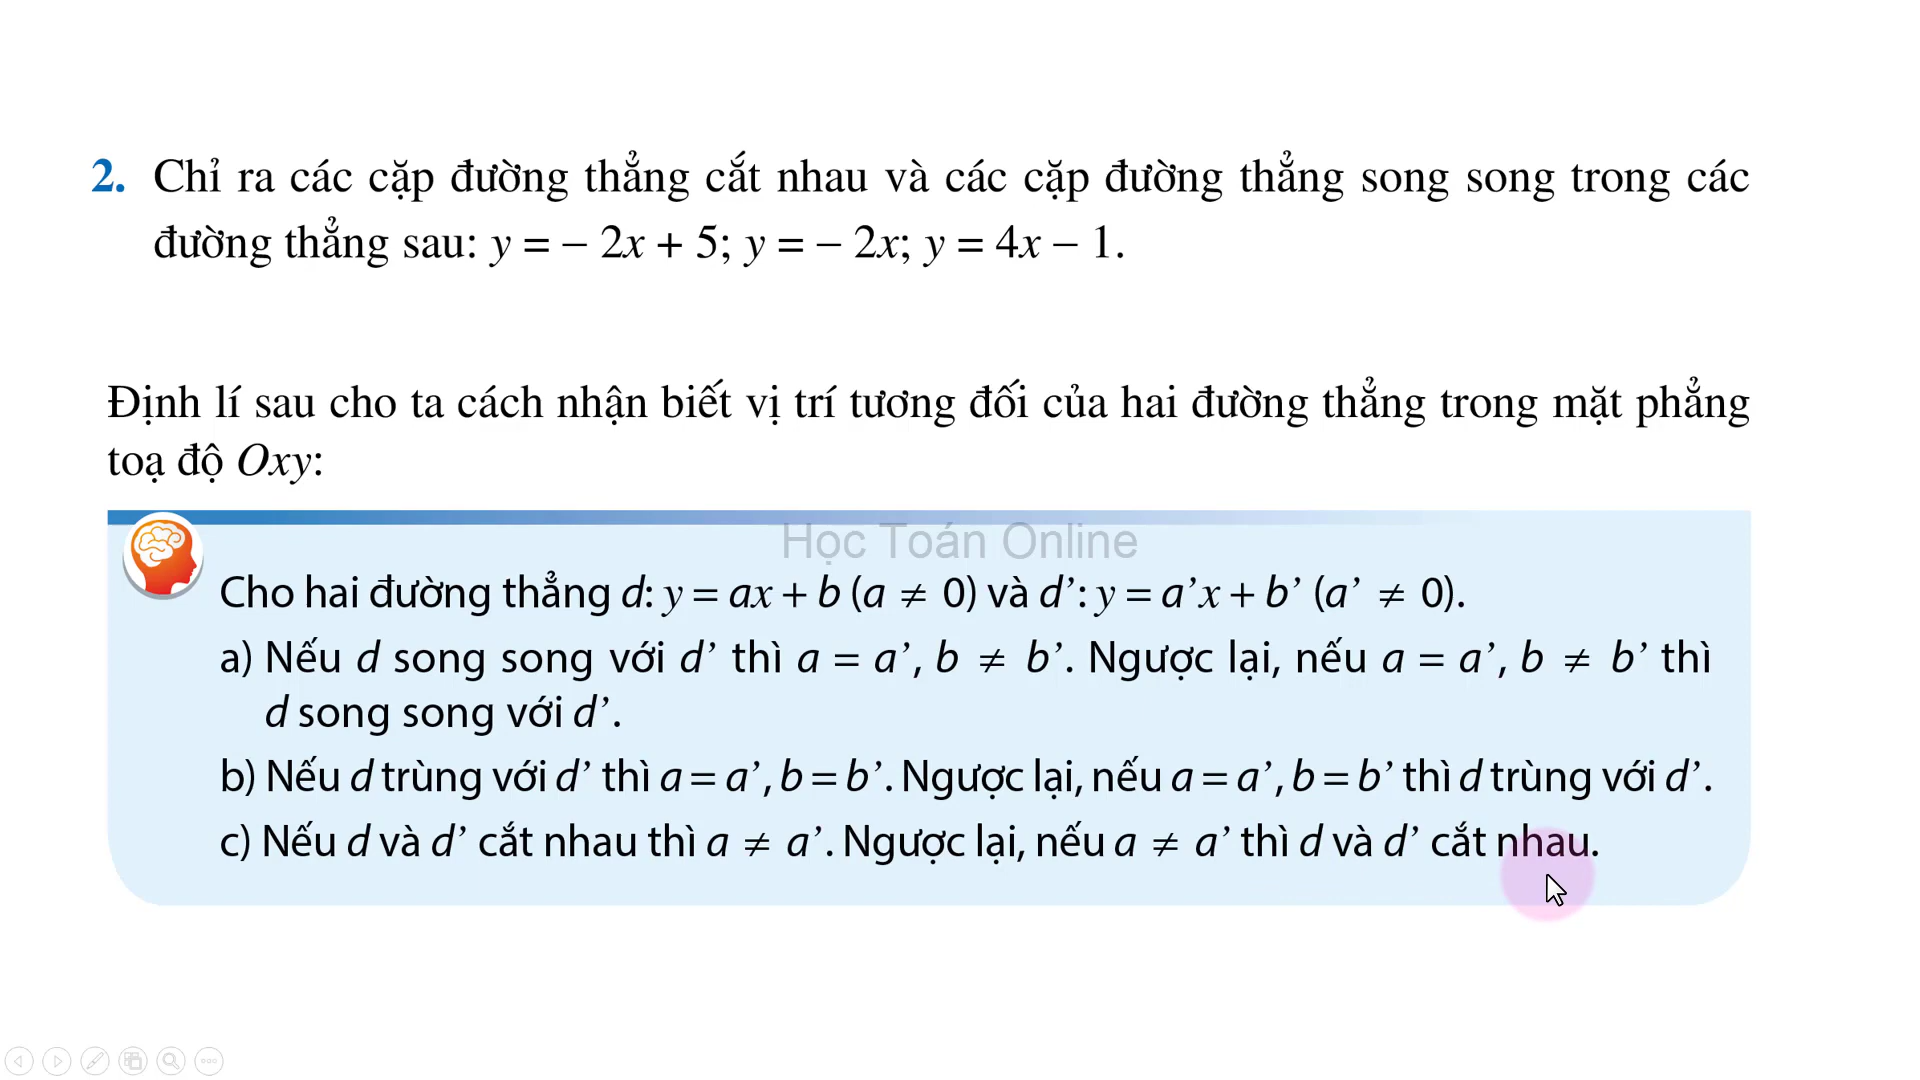 2. Chỉ ra các cặp đường thẳng cắt nhau và các cặp đường thẳng song song trong các
đường thẳng sau: y = – 2x + 5; y = – 2x; y = 4x – 1.
Định lí sau cho ta cách nhận biết vị trí tương đối của hai đường thẳng trong mặt phẳng
toạ độ Oxy:
Học Toán Online
Cho hai đường thẳng d: y = ax + b (a ≠ 0) và d’: y = a’x + b’ (a’ ≠ 0).
a) Nếu d song song với d’ thì a = a’, b ≠ b’. Ngược lại, nếu a = a’, b ≠ b’ thì
d song song với d’.
b) Nếu d trùng với d’ thì a = a’, b = b’. Ngược lại, nếu a = a’, b = b’ thì d trùng với d’.
c) Nếu d và d’ cắt nhau thì a ≠ a’. Ngược lại, nếu a ≠ a’ thì d và d’ cắt nhau.